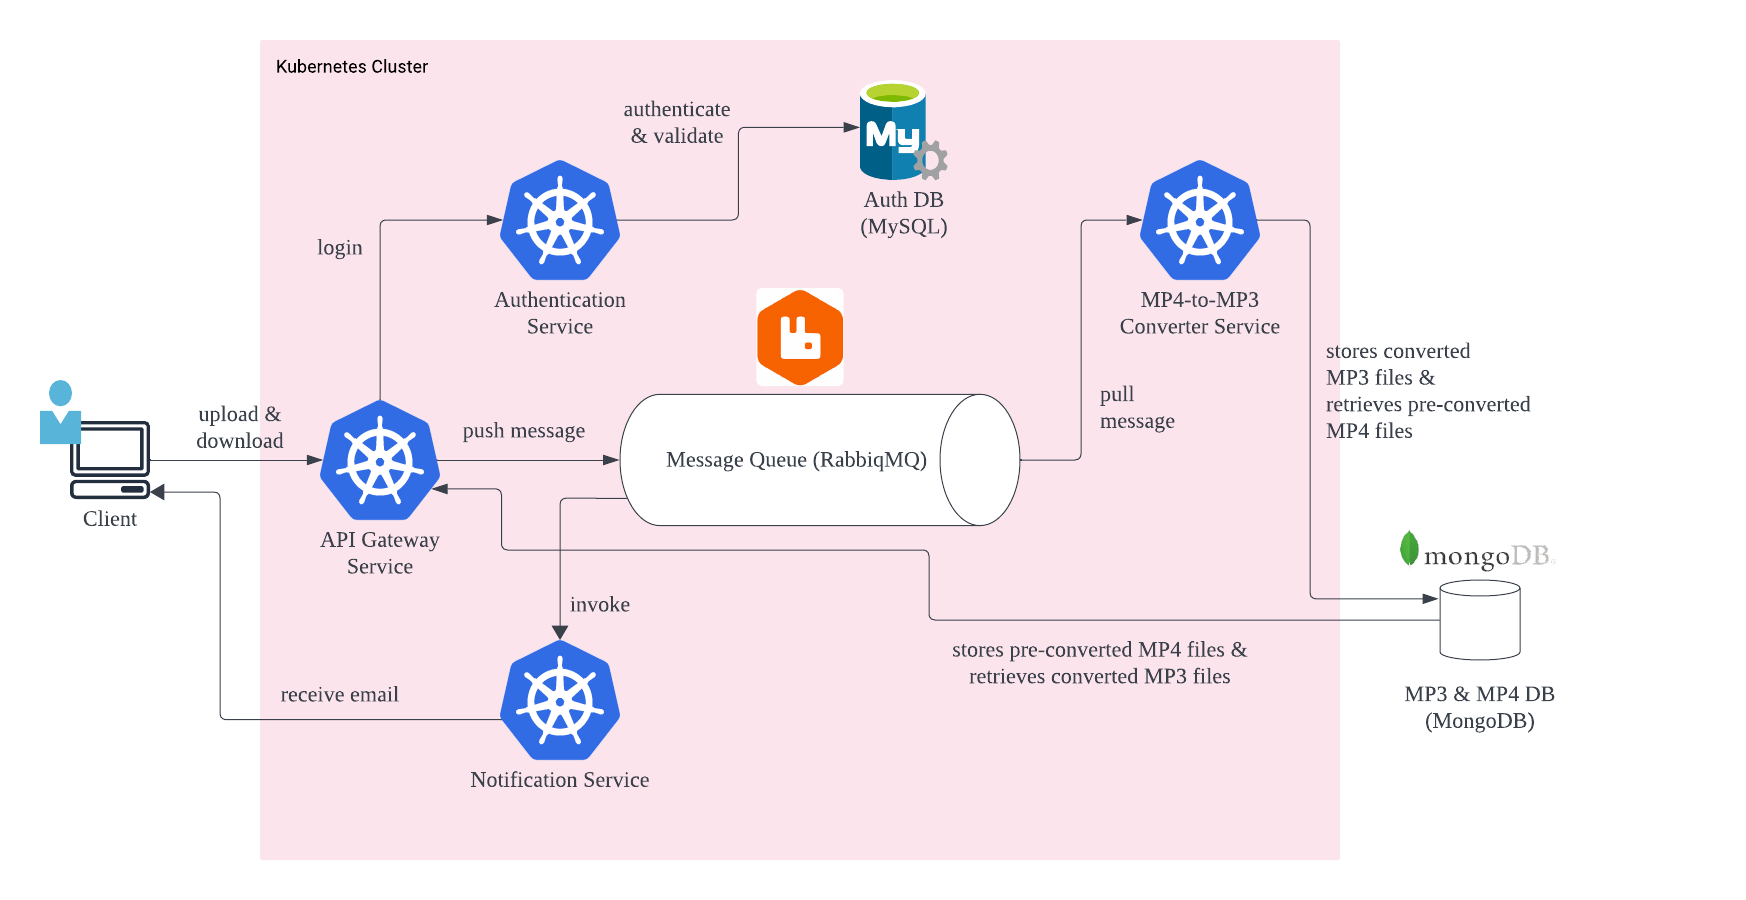 Kubernetes Cluster
authenticate
& validate
My
Auth DB
(MySQL)
login
Authentication
Service
MP4-to-MP3
Converter Service
stores converted
MP3 files &
retrieves pre-converted
MP4 files
upload &
download
push message
Message Queue (RabbiqMQ)
pull
message
Client
API Gateway
Service
mongoDB
invoke
stores pre-converted MP4 files &
retrieves converted MP3 files
receive email
MP3 & MP4 DB
(MongoDB)
Notification Service